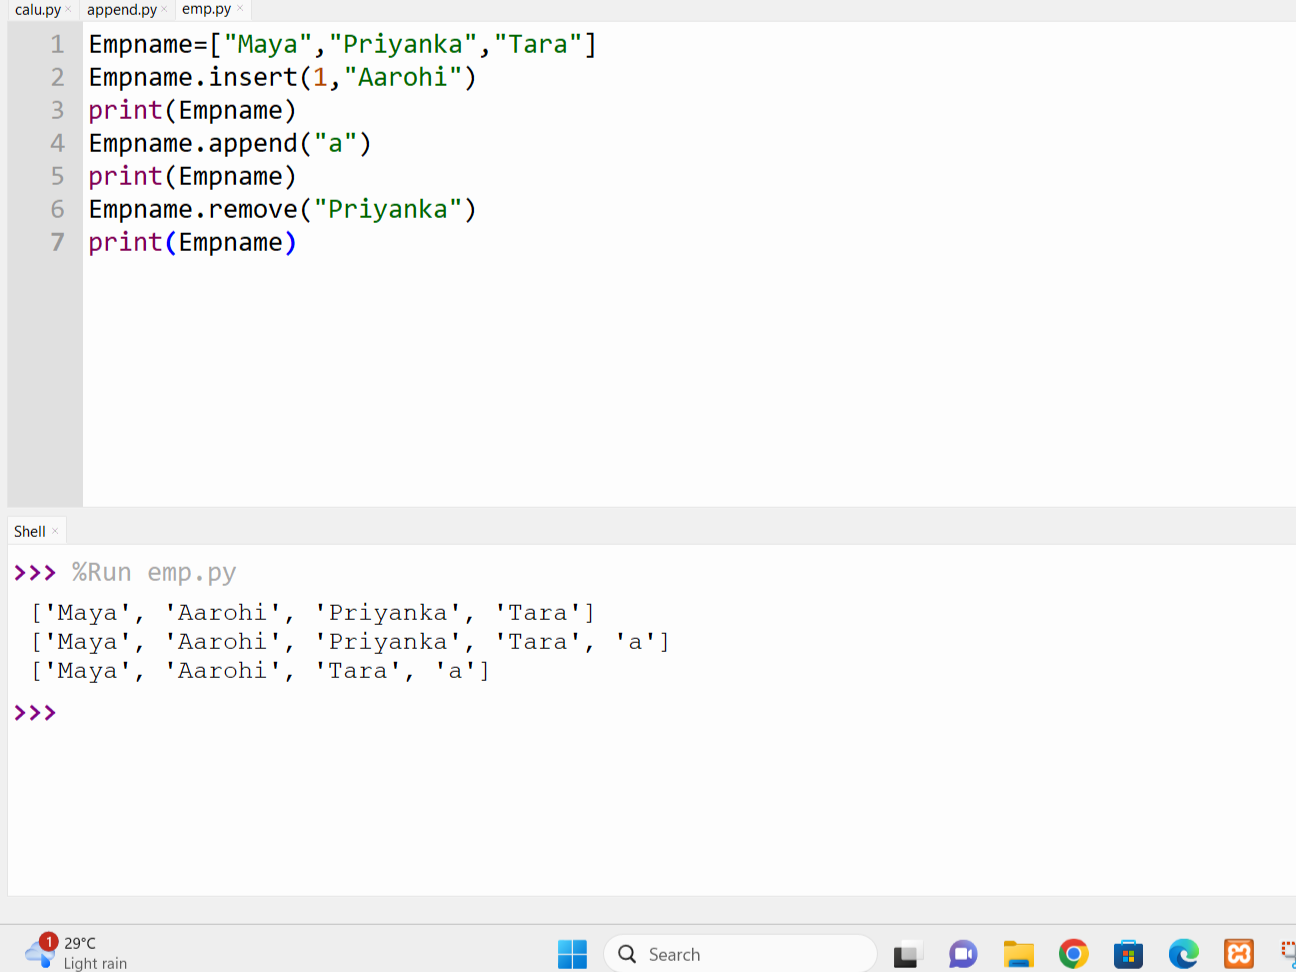 calu.py × append.py × emp.py ×
1 Empname=["Maya","Priyanka","Tara"]
2 Empname.insert(1,"Aarohi")
3 print(Empname)
4 Empname.append("a")
5 print(Empname)
6 Empname.remove("Priyanka")
7 print(Empname)
Shell ×
>>> %Run emp.py
['Maya', 'Aarohi', 'Priyanka', 'Tara']
['Maya', 'Aarohi', 'Priyanka', 'Tara', 'a']
['Maya', 'Aarohi', 'Tara', 'a']
>>>
1 29°C
Light rain
Search